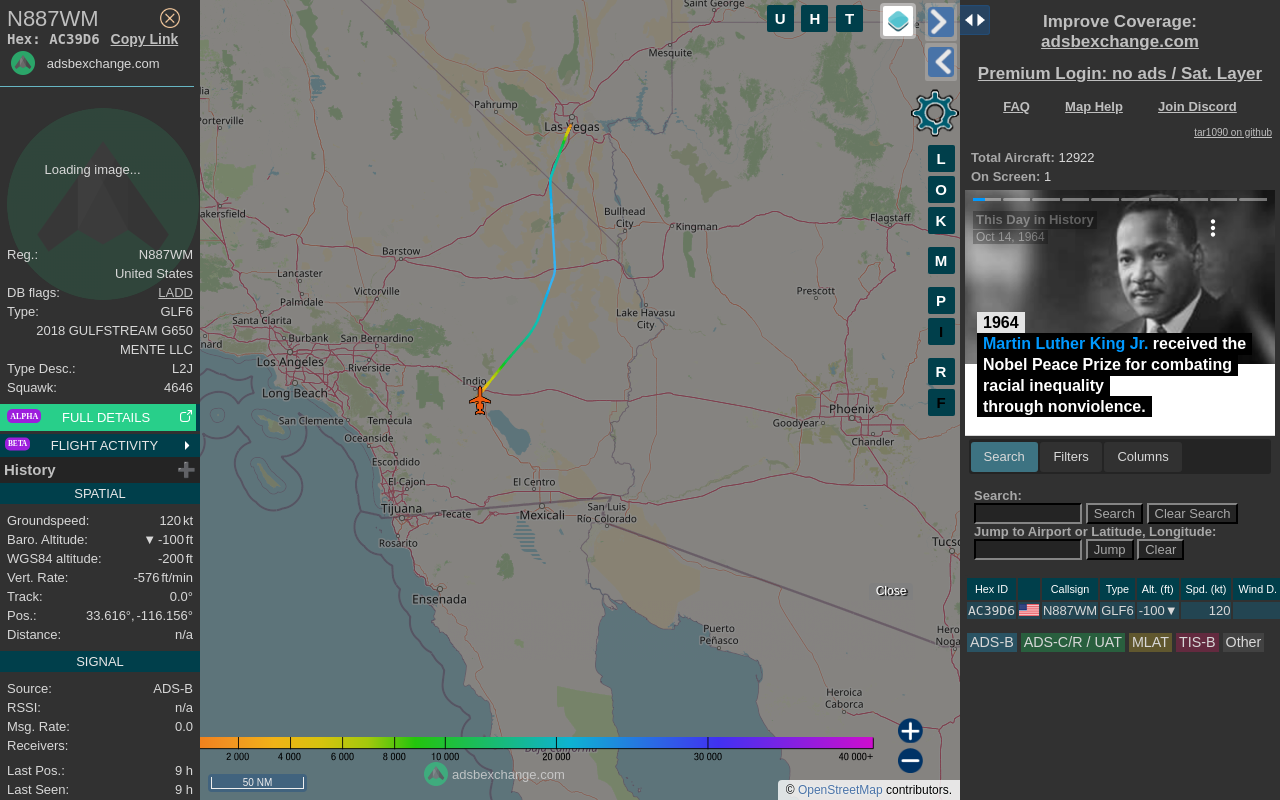 N887WM
Hex: AC39D6 Copy Link
adsbexchange.com
Loading image...
Reg.: N887WM
United States
DB flags: LADD
Type: GLF6
2018 GULFSTREAM G650
MENTE LLC
Type Desc.: L2J
Squawk: 4646
ALPHA FULL DETAILS
BETA FLIGHT ACTIVITY
History
SPATIAL
Groundspeed: 120 kt
Baro. Altitude: ▼ -100 ft
WGS84 altitude: -200 ft
Vert. Rate: -576 ft/min
Track: 0.0°
Pos.: 33.616°, -116.156°
Distance: n/a
SIGNAL
Source: ADS-B
RSSI: n/a
Msg. Rate: 0.0
Receivers:
Last Pos.: 9 h
Last Seen: 9 h
U H T
Saint George
Mesquite
Pahrump
Las Vegas
Porterville
Bullhead
City
Kingman
Flagstaff
Barstow
Lancaster
Victorville
Palmdale
Prescott
Santa Clarita
Lake Havasu
City
Burbank
San Bernardino
Los Angeles
Riverside
Indio
Long Beach
Phoenix
San Clemente
Temecula
Goodyear
Oceanside
Chandler
Escondido
El Cajon
El Centro
San Luis
Río Colorado
Tijuana
Tecate
Mexicali
Rosarito
Ensenada
Puerto
Peñasco
Heroica
Caborca
Baja California
L
O
K
M
P
I
R
F
Close
2 000 4 000 6 000 8 000 10 000 20 000 30 000 40 000+
adsbexchange.com
50 NM
© OpenStreetMap contributors.
Improve Coverage:
adsbexchange.com
Premium Login: no ads / Sat. Layer
FAQ Map Help Join Discord
tar1090 on github
Total Aircraft: 12922
On Screen: 1
This Day in History
Oct 14, 1964
1964
Martin Luther King Jr. received the
Nobel Peace Prize for combating
racial inequality
through nonviolence.
Search Filters Columns
Search:
Search Clear Search
Jump to Airport or Latitude, Longitude:
Jump Clear
Hex ID Callsign Type Alt. (ft) Spd. (kt) Wind D.
AC39D6 N887WM GLF6 -100▼ 120
ADS-B ADS-C/R / UAT MLAT TIS-B Other